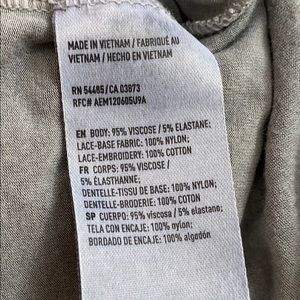 MADE IN VIETNAM / FABRIQUÉ AU
VIETNAM / HECHO EN VIETNAM
RN 54485/CA 03873
RFC# AEM120605U9A
EN BODY: 95% VISCOSE / 5% ELASTANE;
LACE-BASE FABRIC: 100% NYLON;
LACE-EMBROIDERY: 100% COTTON
FR CORPS: 95% VISCOSE /
5% ÉLASTHANNE;
DENTELLE-TISSU DE BASE: 100% NYLON;
DENTELLE-BRODERIE: 100% COTON
SP CUERPO: 95% viscosa / 5% elastano;
TELA CON ENCAJE: 100% nylon;
BORDADO DE ENCAJE: 100% algodón